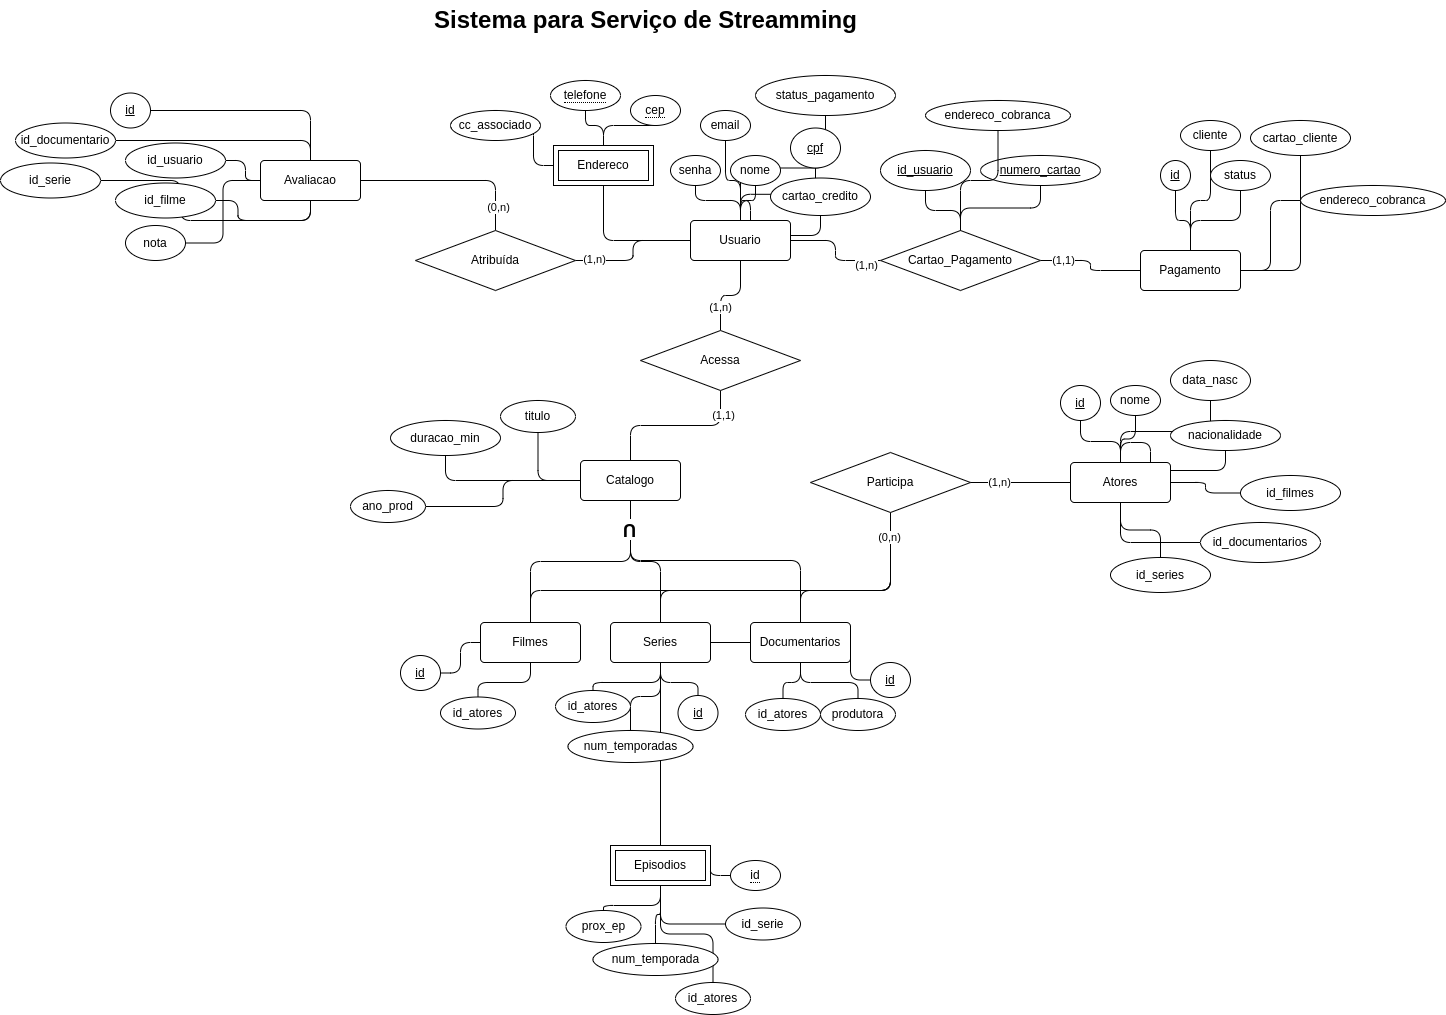 Sistema para Serviço de Streamming
id
id_documentario
id_usuario
id_serie
id_filme
nota
Avaliacao
(0,n)
Atribuída
(1,n)
telefone
cep
cc_associado
Endereco
status_pagamento
email
cpf
senha
nome
cartao_credito
Usuario
(1,n)
endereco_cobranca
id_usuario
numero_cartao
Cartao_Pagamento
(1,1)
cliente
cartao_cliente
id
status
endereco_cobranca
Pagamento
(1,n)
Acessa
(1,1)
titulo
duracao_min
ano_prod
Catalogo
Participa
(1,n)
(0,n)
data_nasc
id
nome
nacionalidade
Atores
id_filmes
id_documentarios
id_series
Filmes
Series
Documentarios
id
id_atores
id_atores
id
num_temporadas
id_atores
produtora
id
Episodios
id
prox_ep
id_serie
num_temporada
id_atores